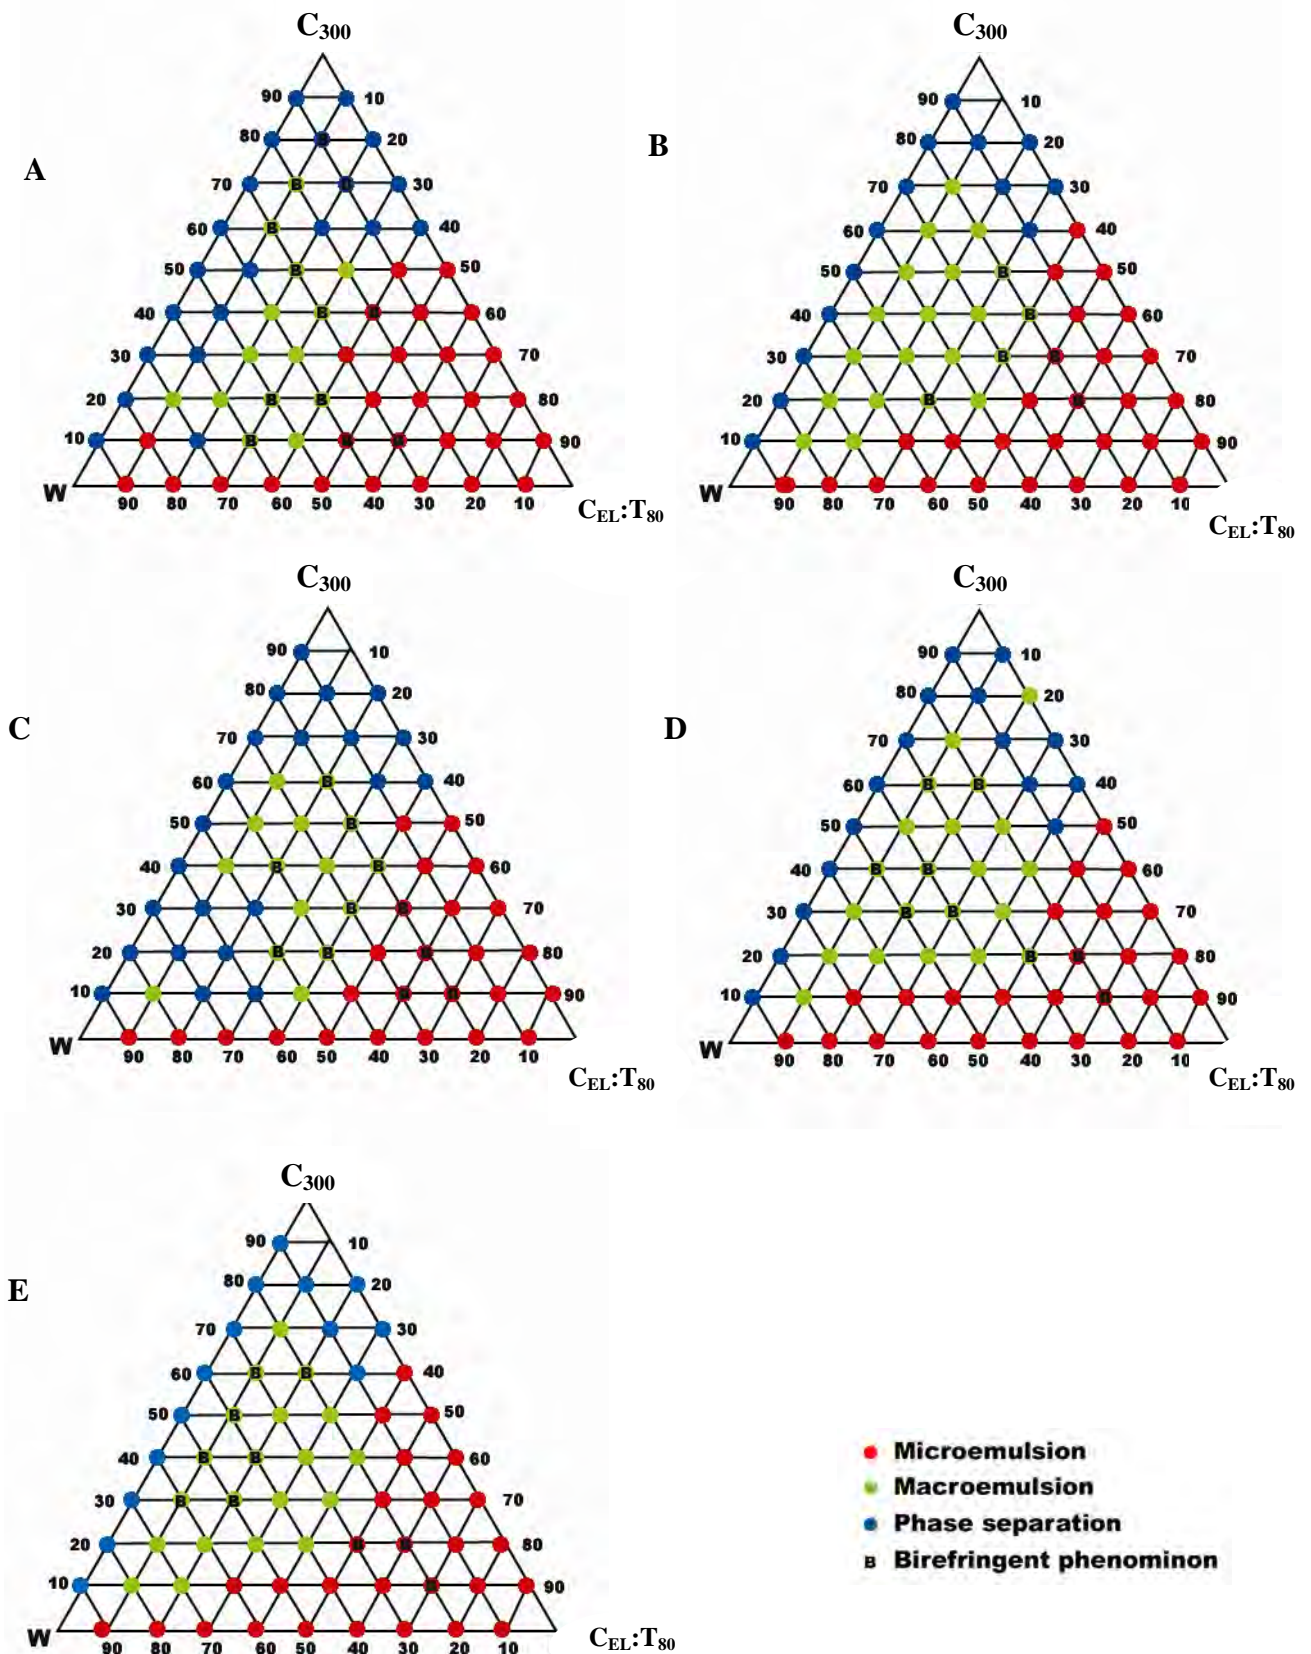 C300
C300
90 10
90 10
80 B 20
80 20
B
A
70 B 30
70 30
60 B 40
60 40
50 B 50
50 B 50
40 B B 60
40 B 60
30 70
30 B B 70
20 B B 80
20 B B 80
10 B B B 90
10 90
W
W
90 80 70 60 50 40 30 20 10
90 80 70 60 50 40 30 20 10
CEL:T80
CEL:T80
C300
C300
90 10
90 10
80 20
80 20
C
D
70 30
70 30
60 B 40
60 B B 40
50 B 50
50 50
40 B B 60
40 B B 60
30 B B 70
30 B B 70
20 B B B 80
20 B B 80
10 B B 90
10 B 90
W
W
90 80 70 60 50 40 30 20 10
90 80 70 60 50 40 30 20 10
CEL:T80
CEL:T80
C300
90 10
80 20
E
70 30
60 B B 40
50 B 50
40 B B 60
30 B B 70
20 B B 80
10 B 90
W
90 80 70 60 50 40 30 20 10
CEL:T80
Microemulsion
Macroemulsion
Phase separation
B Birefringent phenominon